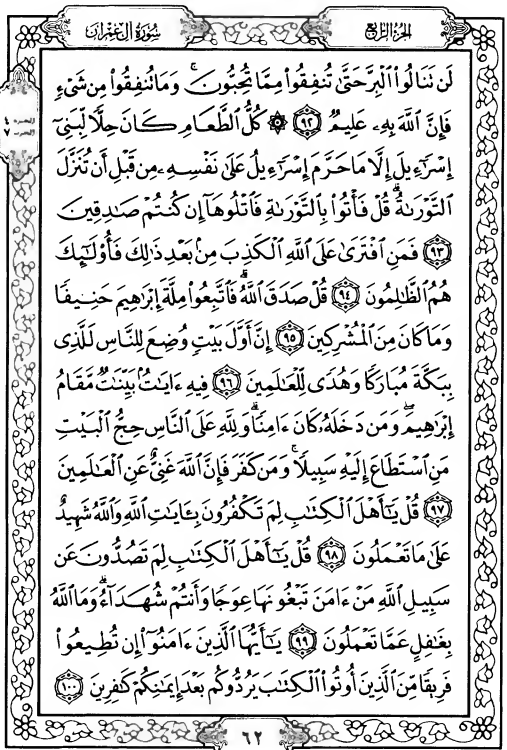 سُورَةُ آلِ عِمْرَانَ
الجُزْءُ الرَّابِعُ
لَن تَنَالُوا۟ ٱلْبِرَّ حَتَّىٰ تُنفِقُوا۟ مِمَّا تُحِبُّونَ ۚ وَمَا تُنفِقُوا۟ مِن شَىْءٍ
فَإِنَّ ٱللَّهَ بِهِۦ عَلِيمٌ ٩٢ ۞ كُلُّ ٱلطَّعَامِ كَانَ حِلًّا لِّبَنِىٓ
إِسْرَٰٓءِيلَ إِلَّا مَا حَرَّمَ إِسْرَٰٓءِيلُ عَلَىٰ نَفْسِهِۦ مِن قَبْلِ أَن تُنَزَّلَ
ٱلتَّوْرَىٰةُ ۗ قُلْ فَأْتُوا۟ بِٱلتَّوْرَىٰةِ فَٱتْلُوهَآ إِن كُنتُمْ صَـٰدِقِينَ
٩٣ فَمَنِ ٱفْتَرَىٰ عَلَى ٱللَّهِ ٱلْكَذِبَ مِنۢ بَعْدِ ذَٰلِكَ فَأُو۟لَـٰٓئِكَ
هُمُ ٱلظَّـٰلِمُونَ ٩٤ قُلْ صَدَقَ ٱللَّهُ ۗ فَٱتَّبِعُوا۟ مِلَّةَ إِبْرَٰهِيمَ حَنِيفًا
وَمَا كَانَ مِنَ ٱلْمُشْرِكِينَ ٩٥ إِنَّ أَوَّلَ بَيْتٍ وُضِعَ لِلنَّاسِ لَلَّذِى
بِبَكَّةَ مُبَارَكًا وَهُدًى لِّلْعَـٰلَمِينَ ٩٦ فِيهِ ءَايَـٰتٌۢ بَيِّنَـٰتٌ مَّقَامُ
إِبْرَٰهِيمَ ۖ وَمَن دَخَلَهُۥ كَانَ ءَامِنًا ۗ وَلِلَّهِ عَلَى ٱلنَّاسِ حِجُّ ٱلْبَيْتِ
مَنِ ٱسْتَطَاعَ إِلَيْهِ سَبِيلًا ۚ وَمَن كَفَرَ فَإِنَّ ٱللَّهَ غَنِىٌّ عَنِ ٱلْعَـٰلَمِينَ
٩٧ قُلْ يَـٰٓأَهْلَ ٱلْكِتَـٰبِ لِمَ تَكْفُرُونَ بِـَٔايَـٰتِ ٱللَّهِ وَٱللَّهُ شَهِيدٌ
عَلَىٰ مَا تَعْمَلُونَ ٩٨ قُلْ يَـٰٓأَهْلَ ٱلْكِتَـٰبِ لِمَ تَصُدُّونَ عَن
سَبِيلِ ٱللَّهِ مَنْ ءَامَنَ تَبْغُونَهَا عِوَجًا وَأَنتُمْ شُهَدَآءُ ۗ وَمَا ٱللَّهُ
بِغَـٰفِلٍ عَمَّا تَعْمَلُونَ ٩٩ يَـٰٓأَيُّهَا ٱلَّذِينَ ءَامَنُوٓا۟ إِن تُطِيعُوا۟
فَرِيقًا مِّنَ ٱلَّذِينَ أُوتُوا۟ ٱلْكِتَـٰبَ يَرُدُّوكُم بَعْدَ إِيمَـٰنِكُمْ كَـٰفِرِينَ ١٠٠
٦٢